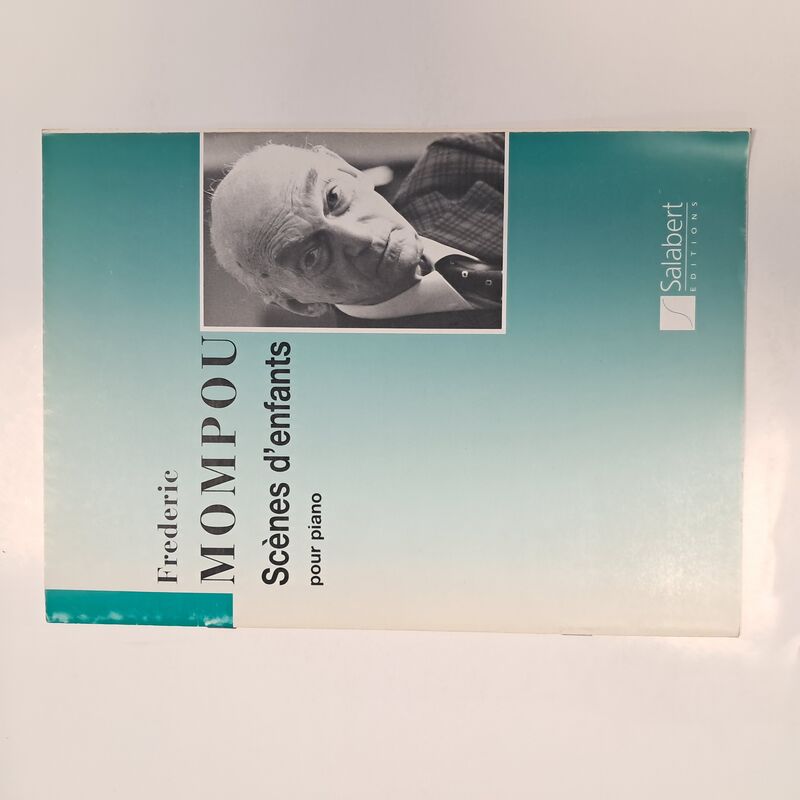 Frederic
MOMPOU
Scènes d'enfants
pour piano
Salabert
EDITIONS